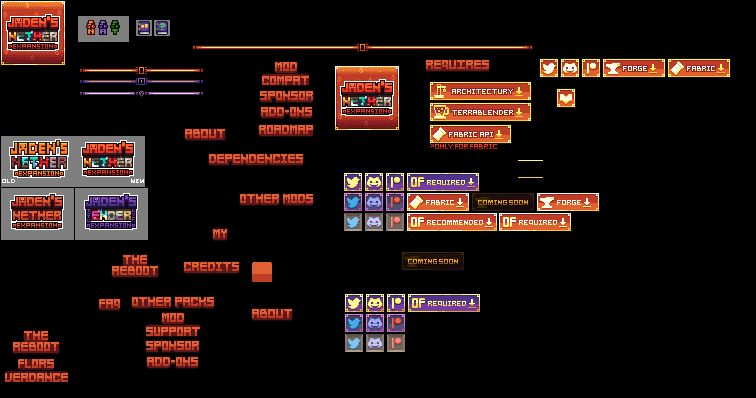 JADEN'S
NETHER
EXPANSION
MOD
COMPAT
SPONSOR
ADD-ONS
ROADMAP
ABOUT
DEPENDENCIES
OTHER MODS
MY
REQUIRES
FORGE
FABRIC
JADEN'S
NETHER
EXPANSION
ARCHITECTURY
TERRABLENDER
FABRIC API
*ONLY FOR FABRIC
JADEN'S
NETHER
EXPANSION
OLD
JADEN'S
NETHER
EXPANSION
NEW
JADEN'S
NETHER
EXPANSION
JADEN'S
ENDER
EXPANSION
OF REQUIRED
FABRIC
COMING SOON
FORGE
OF RECOMMENDED
OF REQUIRED
THE
REBOOT
CREDITS
COMING SOON
FAQ
OTHER PACKS
MOD
SUPPORT
SPONSOR
ADD-ONS
ABOUT
OF REQUIRED
THE
REBOOT
FLORS
VERDANCE